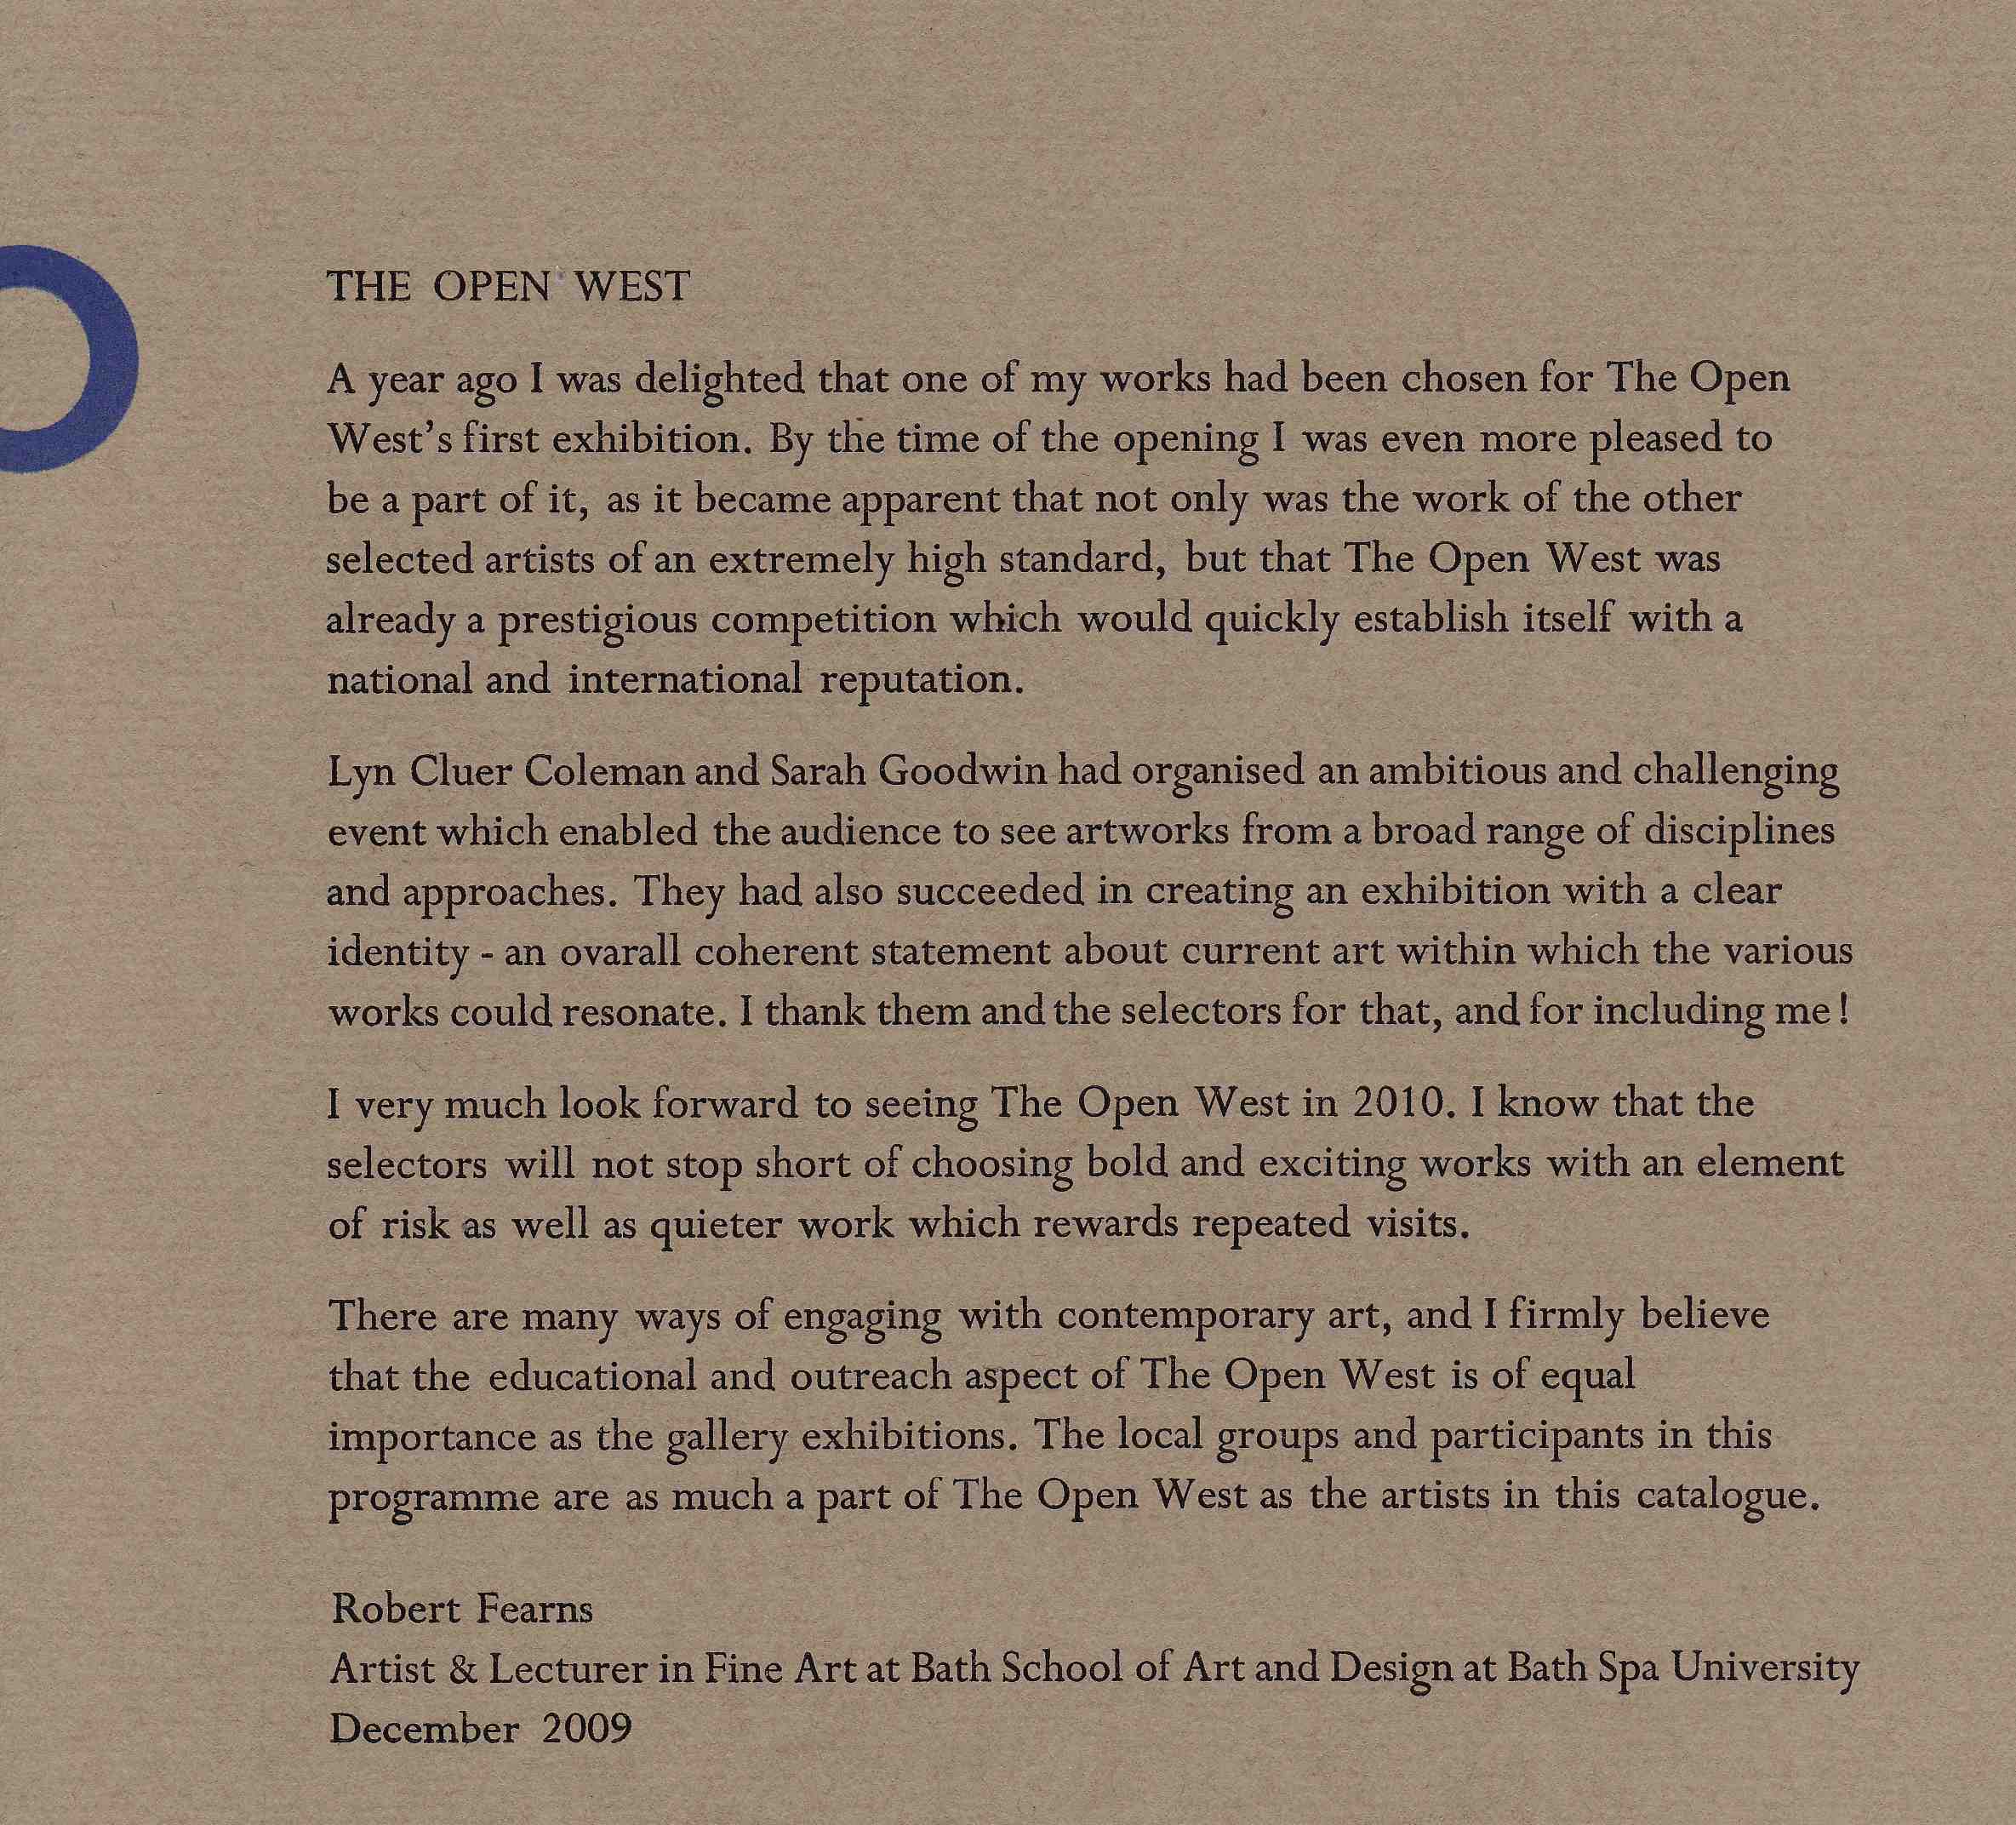 THE OPEN WEST
A year ago I was delighted that one of my works had been chosen for The Open
West's first exhibition. By the time of the opening I was even more pleased to
be a part of it, as it became apparent that not only was the work of the other
selected artists of an extremely high standard, but that The Open West was
already a prestigious competition which would quickly establish itself with a
national and international reputation.
Lyn Cluer Coleman and Sarah Goodwin had organised an ambitious and challenging
event which enabled the audience to see artworks from a broad range of disciplines
and approaches. They had also succeeded in creating an exhibition with a clear
identity - an ovarall coherent statement about current art within which the various
works could resonate. I thank them and the selectors for that, and for including me!
I very much look forward to seeing The Open West in 2010. I know that the
selectors will not stop short of choosing bold and exciting works with an element
of risk as well as quieter work which rewards repeated visits.
There are many ways of engaging with contemporary art, and I firmly believe
that the educational and outreach aspect of The Open West is of equal
importance as the gallery exhibitions. The local groups and participants in this
programme are as much a part of The Open West as the artists in this catalogue.
Robert Fearns
Artist & Lecturer in Fine Art at Bath School of Art and Design at Bath Spa University
December 2009